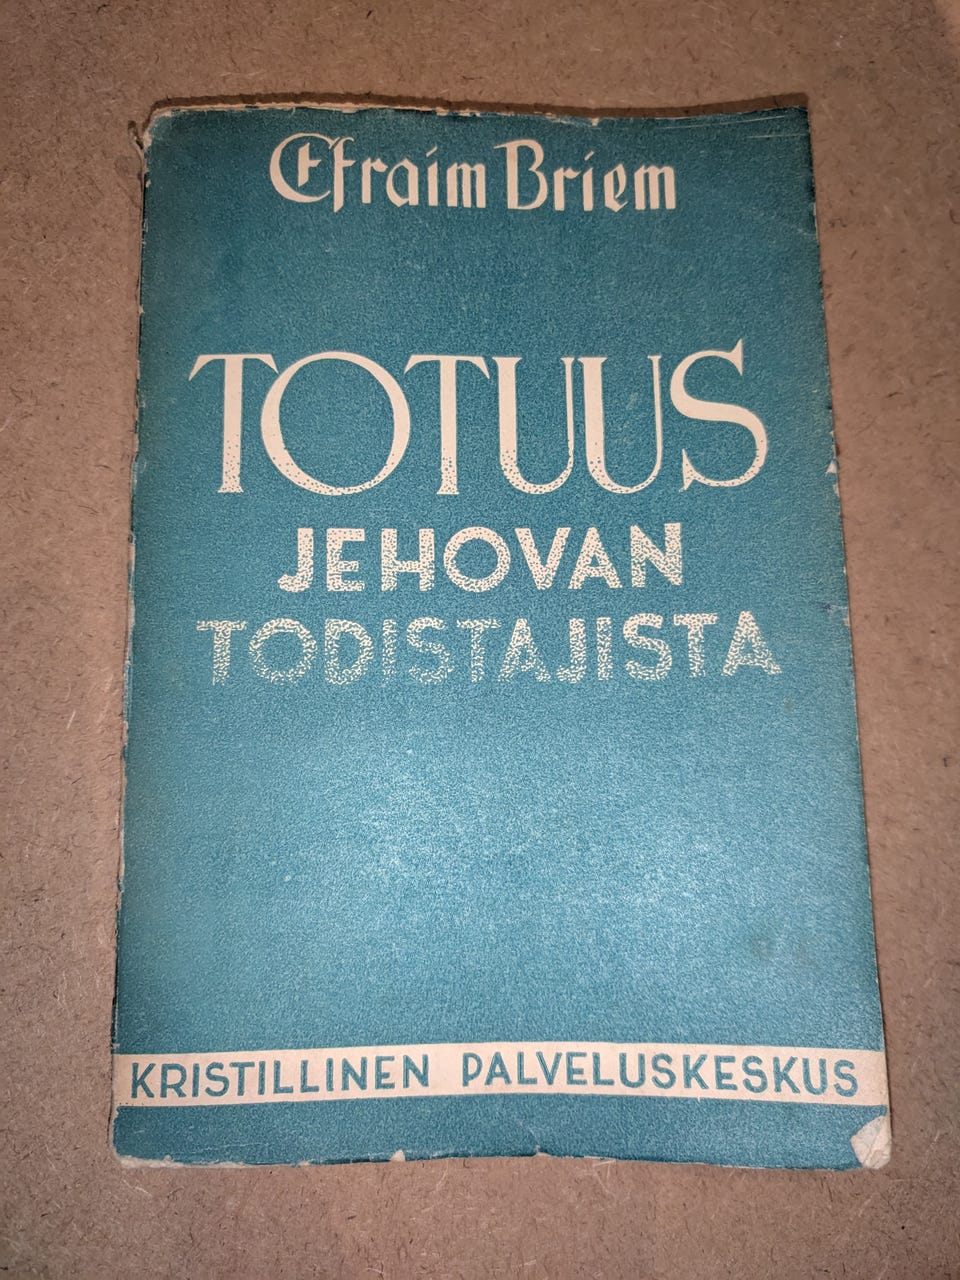 Efraim Briem
TOTUUS
JEHOVAN
TODISTAJISTA
KRISTILLINEN PALVELUSKESKUS